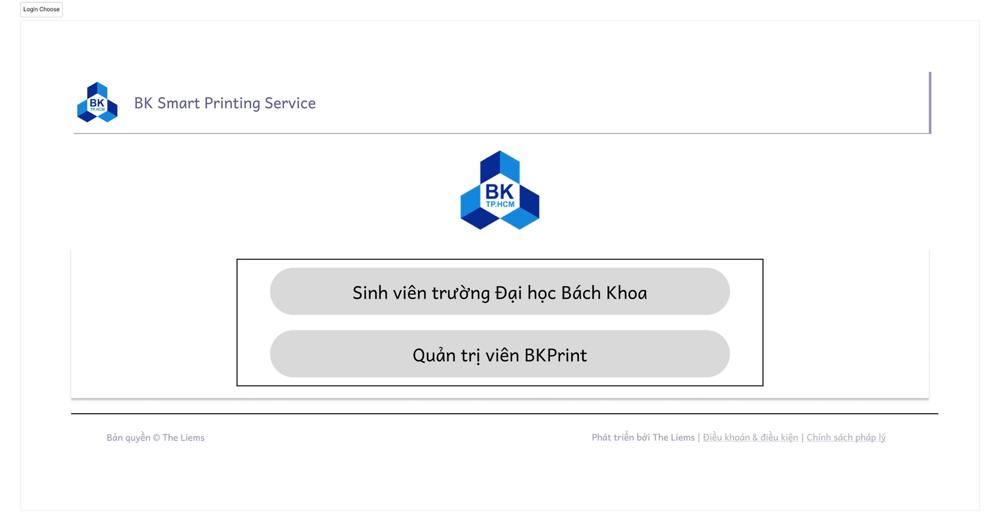 Login Choose
BK
TP.HCM
BK Smart Printing Service
BK
TP.HCM
Sinh viên trường Đại học Bách Khoa
Quản trị viên BKPrint
Bản quyền © The Liems
Phát triển bởi The Liems | Điều khoản & điều kiện | Chính sách pháp lý